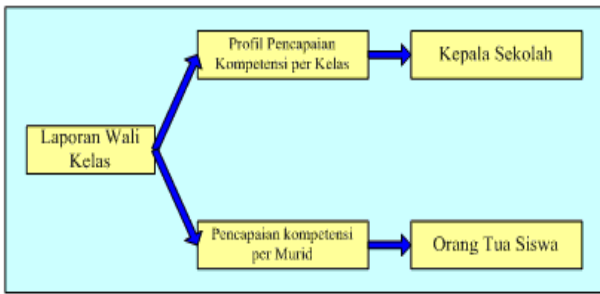 Profil Pencapaian
Kompetensi per Kelas
Kepala Sekolah
Laporan Wali
Kelas
Pencapaian kompetensi
per Murid
Orang Tua Siswa